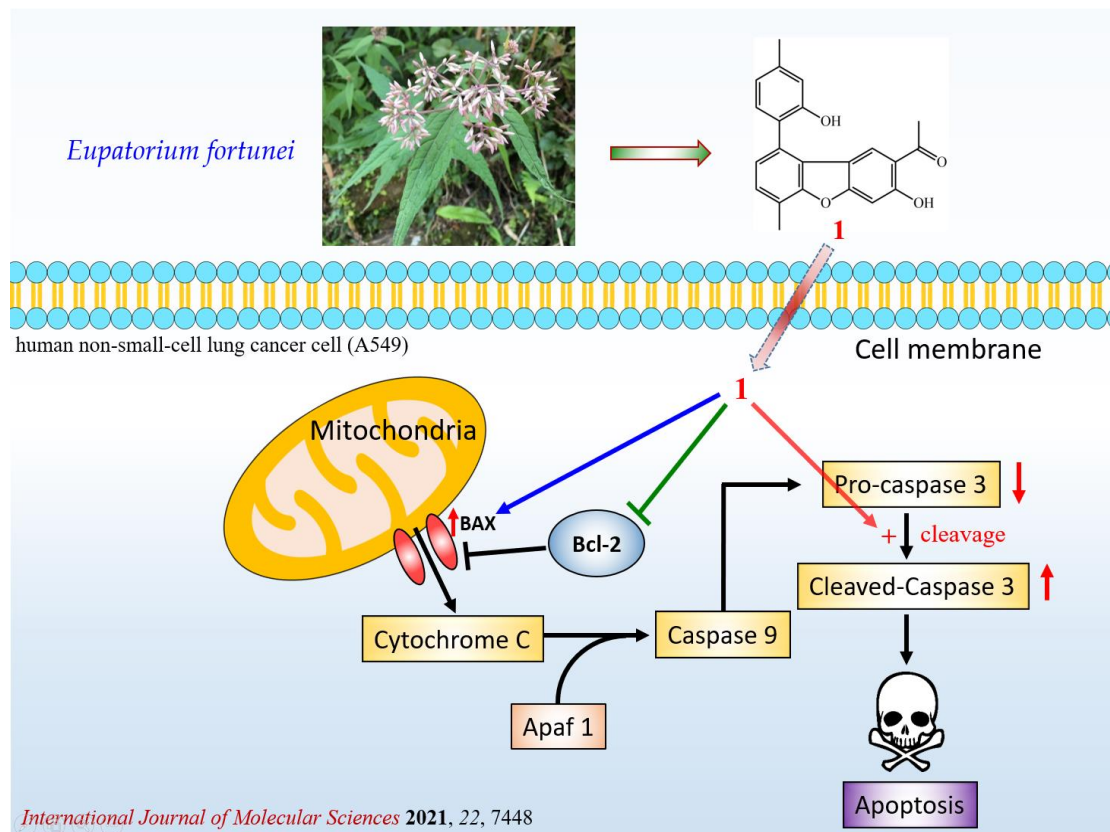 Eupatorium fortunei
OH
O
O
OH
1
human non-small-cell lung cancer cell (A549)
Cell membrane
1
Mitochondria
BAX
Bcl-2
Pro-caspase 3
+ cleavage
Cleaved-Caspase 3
Cytochrome C
Caspase 9
Apaf 1
Apoptosis
International Journal of Molecular Sciences 2021, 22, 7448